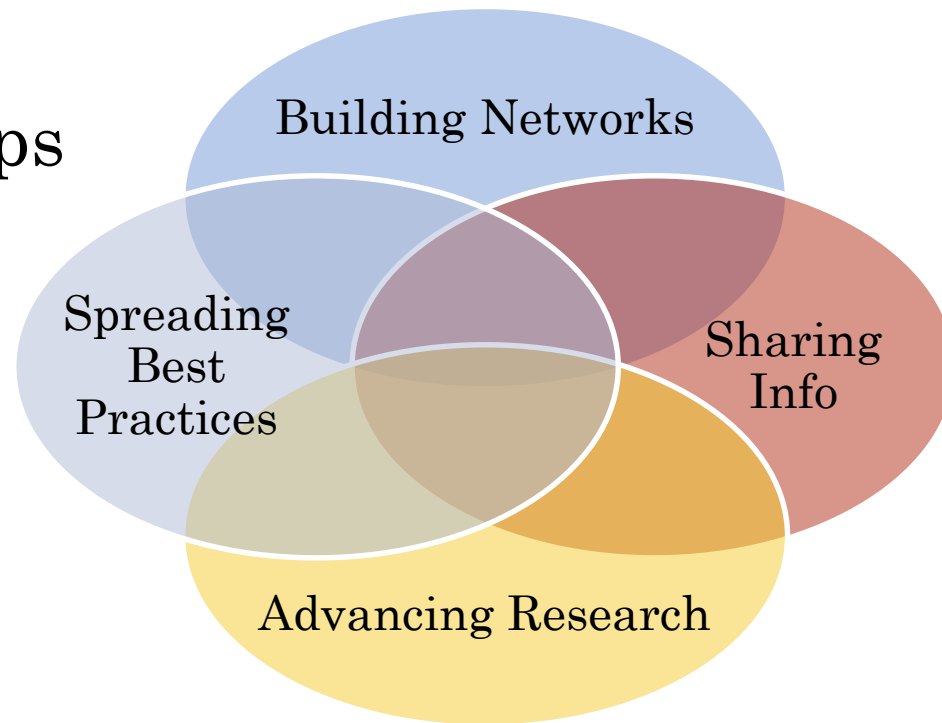 Building Networks
ps
Spreading
Best
Practices
Sharing
Info
Advancing Research